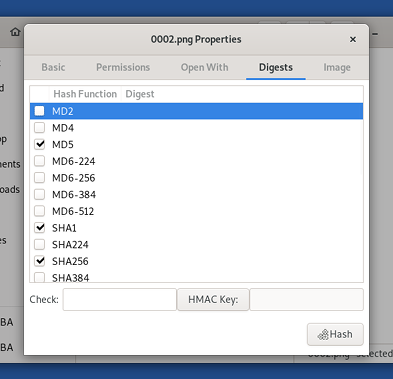 0002.png Properties
Basic Permissions Open With Digests Image
Hash Function Digest
MD2
MD4
MD5
MD6-224
MD6-256
MD6-384
MD6-512
SHA1
SHA224
SHA256
SHA384
Check: HMAC Key:
Hash
ments
oads
es
BA
BA
"0002.png" selected